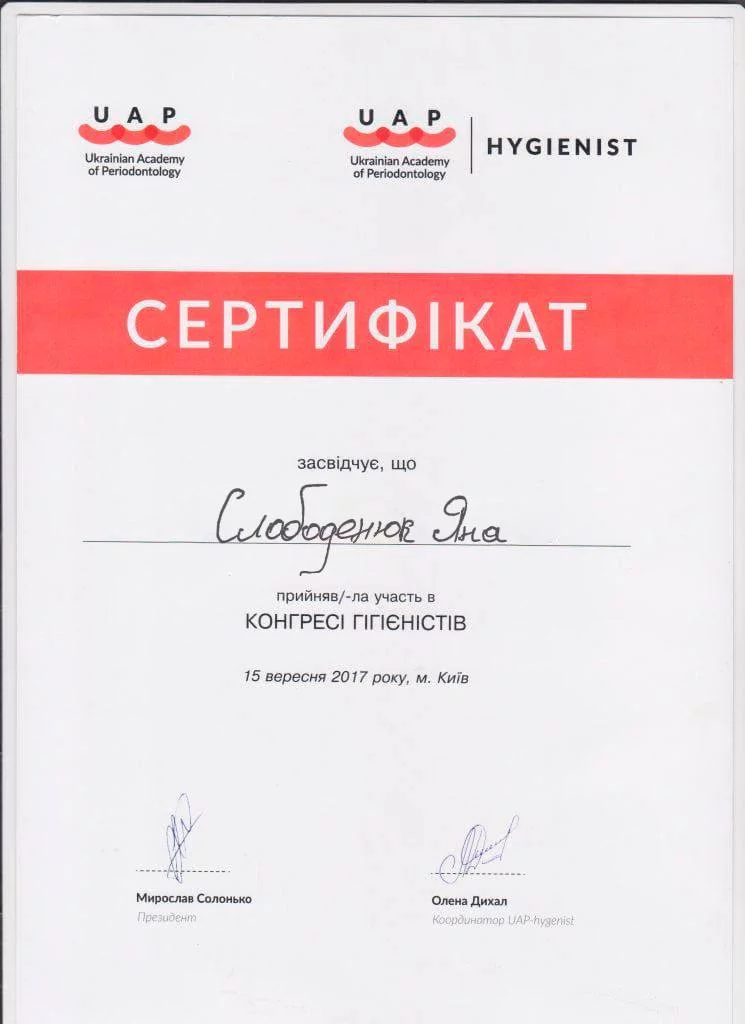 UAP
Ukrainian Academy
of Periodontology
UAP
Ukrainian Academy
of Periodontology
HYGIENIST
СЕРТИФІКАТ
засвідчує, що
Слободенюк Яна
прийняв/-ла участь в
КОНГРЕСІ ГІГІЄНІСТІВ
15 вересня 2017 року, м. Київ
Мирослав Солонько
Президент
Олена Дихал
Координатор UAP-hygenist